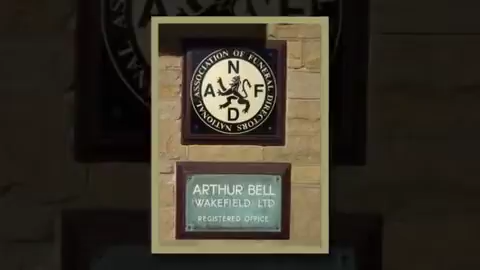 NATIONAL ASSOCIATION OF FUNERAL DIRECTORS
N
A F
D
ARTHUR BELL
(WAKEFIELD) LTD
REGISTERED OFFICE